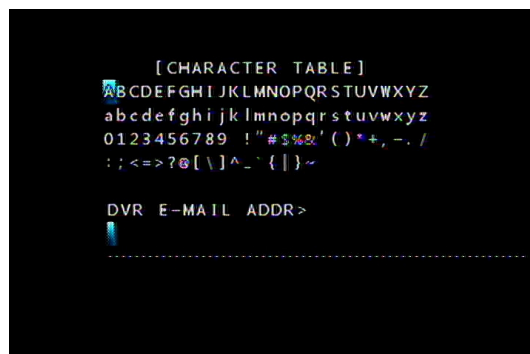 [CHARACTER TABLE]
ABCDEFGHIJKLMNOPQRSTUVWXYZ
abcdefghijklmnopqrstuvwxyz
0123456789 !"#$%&'()*+,-./
:;<=>?@[\]^_`{|}~
DVR E-MAIL ADDR>